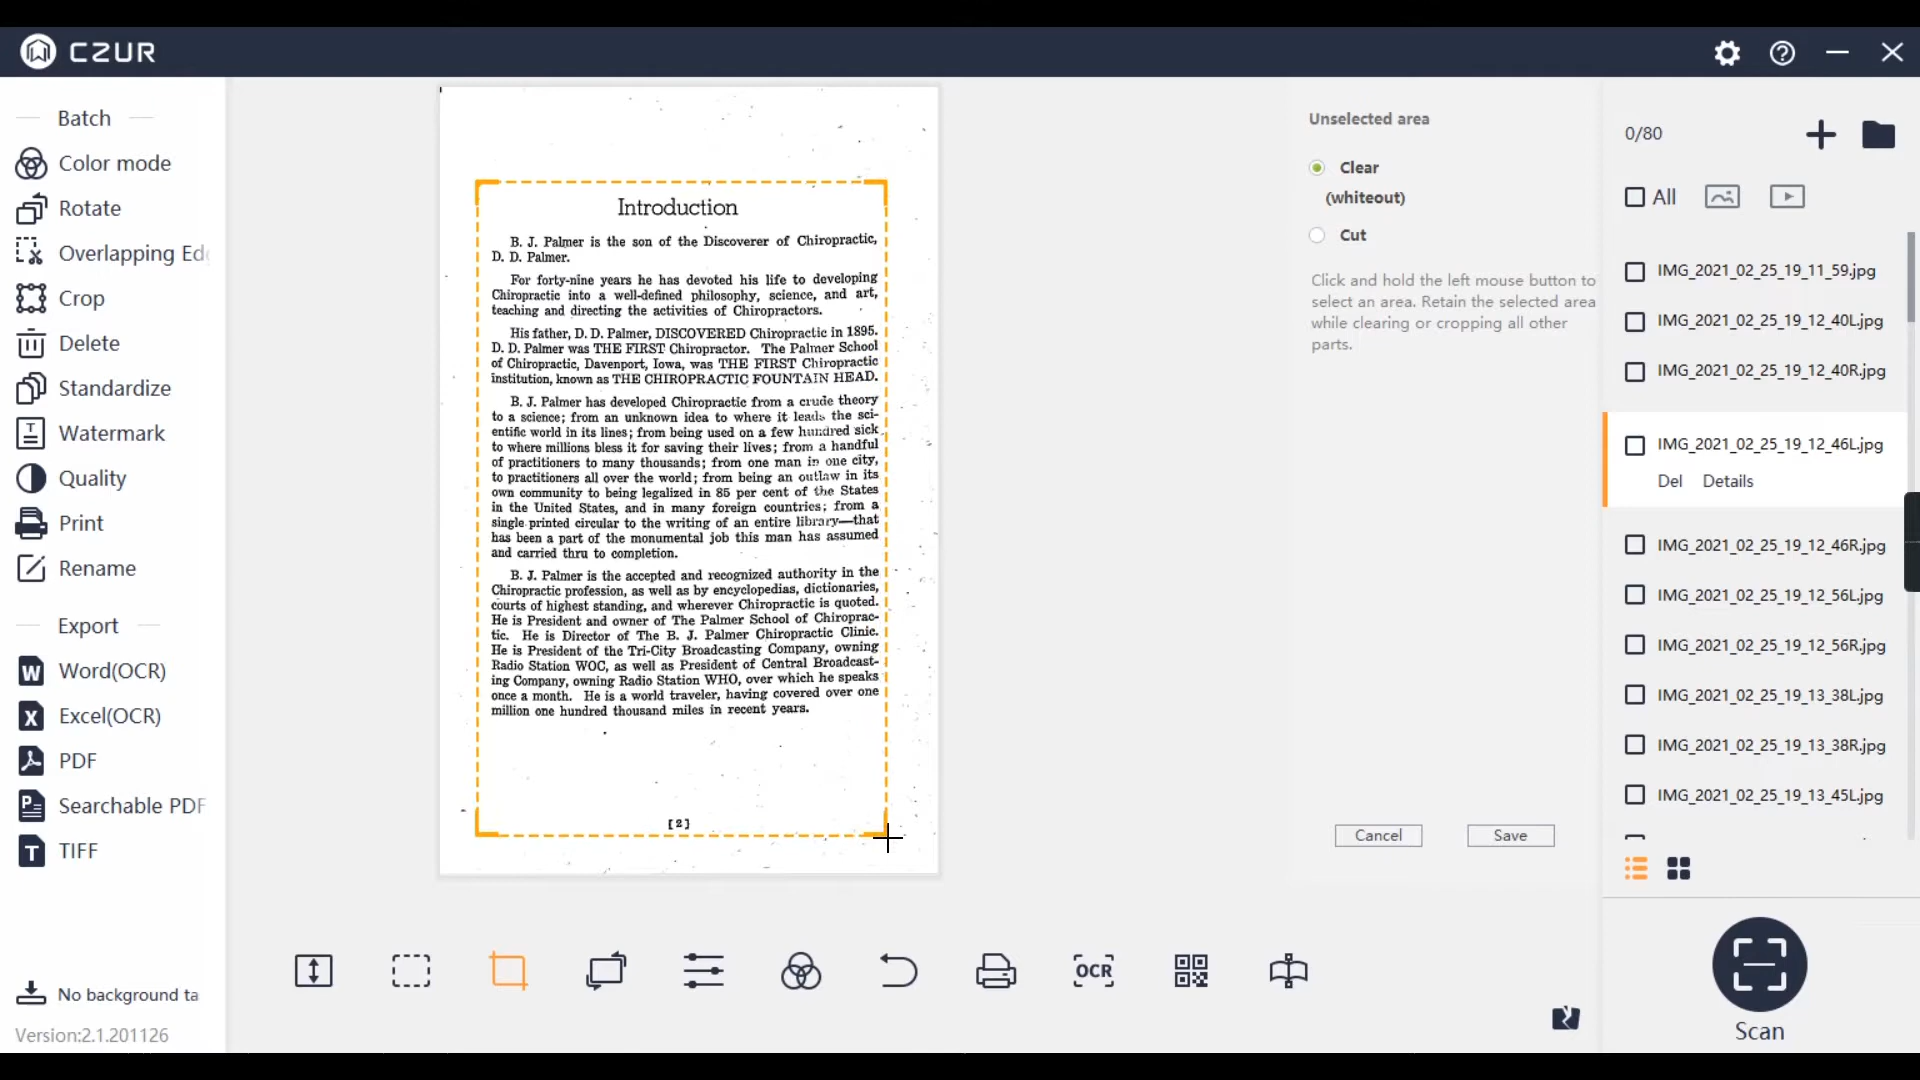 CZUR
Batch
Color mode
Rotate
Overlapping Ed
Crop
Delete
Standardize
Watermark
Quality
Print
Rename
Export
Word(OCR)
Excel(OCR)
PDF
Searchable PDF
TIFF
No background ta
Version:2.1.201126
Introduction
B. J. Palmer is the son of the Discoverer of Chiropractic,
D. D. Palmer.
For forty-nine years he has devoted his life to developing
Chiropractic into a well-defined philosophy, science, and art,
teaching and directing the activities of Chiropractors.
His father, D. D. Palmer, DISCOVERED Chiropractic in 1895.
D. D. Palmer was THE FIRST Chiropractor. The Palmer School
of Chiropractic, Davenport, Iowa, was THE FIRST Chiropractic
institution, known as THE CHIROPRACTIC FOUNTAIN HEAD.
B. J. Palmer has developed Chiropractic from a crude theory
to a science; from an unknown idea to where it leads the sci-
entific world in its lines; from being used on a few hundred sick
to where millions bless it for saving their lives; from a handful
of practitioners to many thousands; from one man in one city,
to practitioners all over the world; from being an outlaw in its
own community to being legalized in 85 per cent of the States
in the United States, and in many foreign countries; from a
single printed circular to the writing of an entire library—that
has been a part of the monumental job this man has assumed
and carried thru to completion.
B. J. Palmer is the accepted and recognized authority in the
Chiropractic profession, as well as by encyclopedias, dictionaries,
courts of highest standing, and wherever Chiropractic is quoted.
He is President and owner of The Palmer School of Chiroprac-
tic. He is Director of The B. J. Palmer Chiropractic Clinic.
He is President of the Tri-City Broadcasting Company, owning
Radio Station WOC, as well as President of Central Broadcast-
ing Company, owning Radio Station WHO, over which he speaks
once a month. He is a world traveler, having covered over one
million one hundred thousand miles in recent years.
[2]
OCR
Unselected area
Clear
(whiteout)
Cut
Click and hold the left mouse button to
select an area. Retain the selected area
while clearing or cropping all other
parts.
Cancel
Save
0/80
All
IMG_2021_02_25_19_11_59.jpg
IMG_2021_02_25_19_12_40L.jpg
IMG_2021_02_25_19_12_40R.jpg
IMG_2021_02_25_19_12_46L.jpg
Del Details
IMG_2021_02_25_19_12_46R.jpg
IMG_2021_02_25_19_12_56L.jpg
IMG_2021_02_25_19_12_56R.jpg
IMG_2021_02_25_19_13_38L.jpg
IMG_2021_02_25_19_13_38R.jpg
IMG_2021_02_25_19_13_45L.jpg
Scan